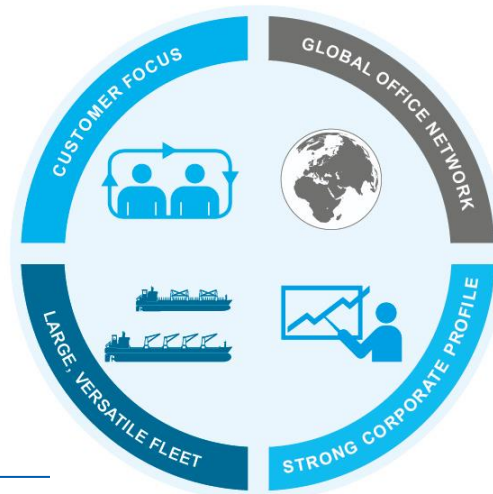 CUSTOMER FOCUS
GLOBAL OFFICE NETWORK
LARGE, VERSATILE FLEET
STRONG CORPORATE PROFILE